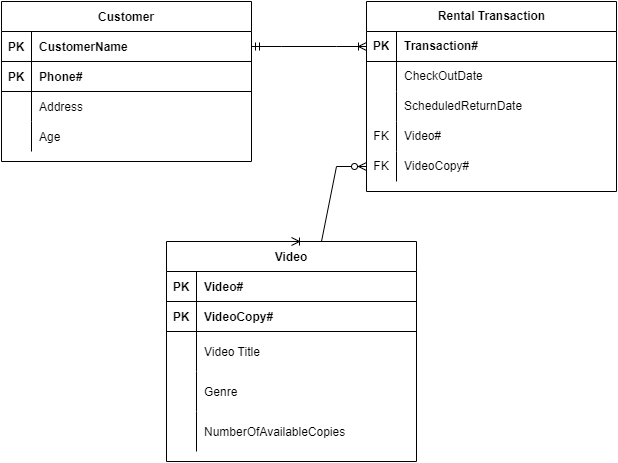 Customer
PK CustomerName
PK Phone#
Address
Age
Rental Transaction
PK Transaction#
CheckOutDate
ScheduledReturnDate
FK Video#
FK VideoCopy#
Video
PK Video#
PK VideoCopy#
Video Title
Genre
NumberOfAvailableCopies